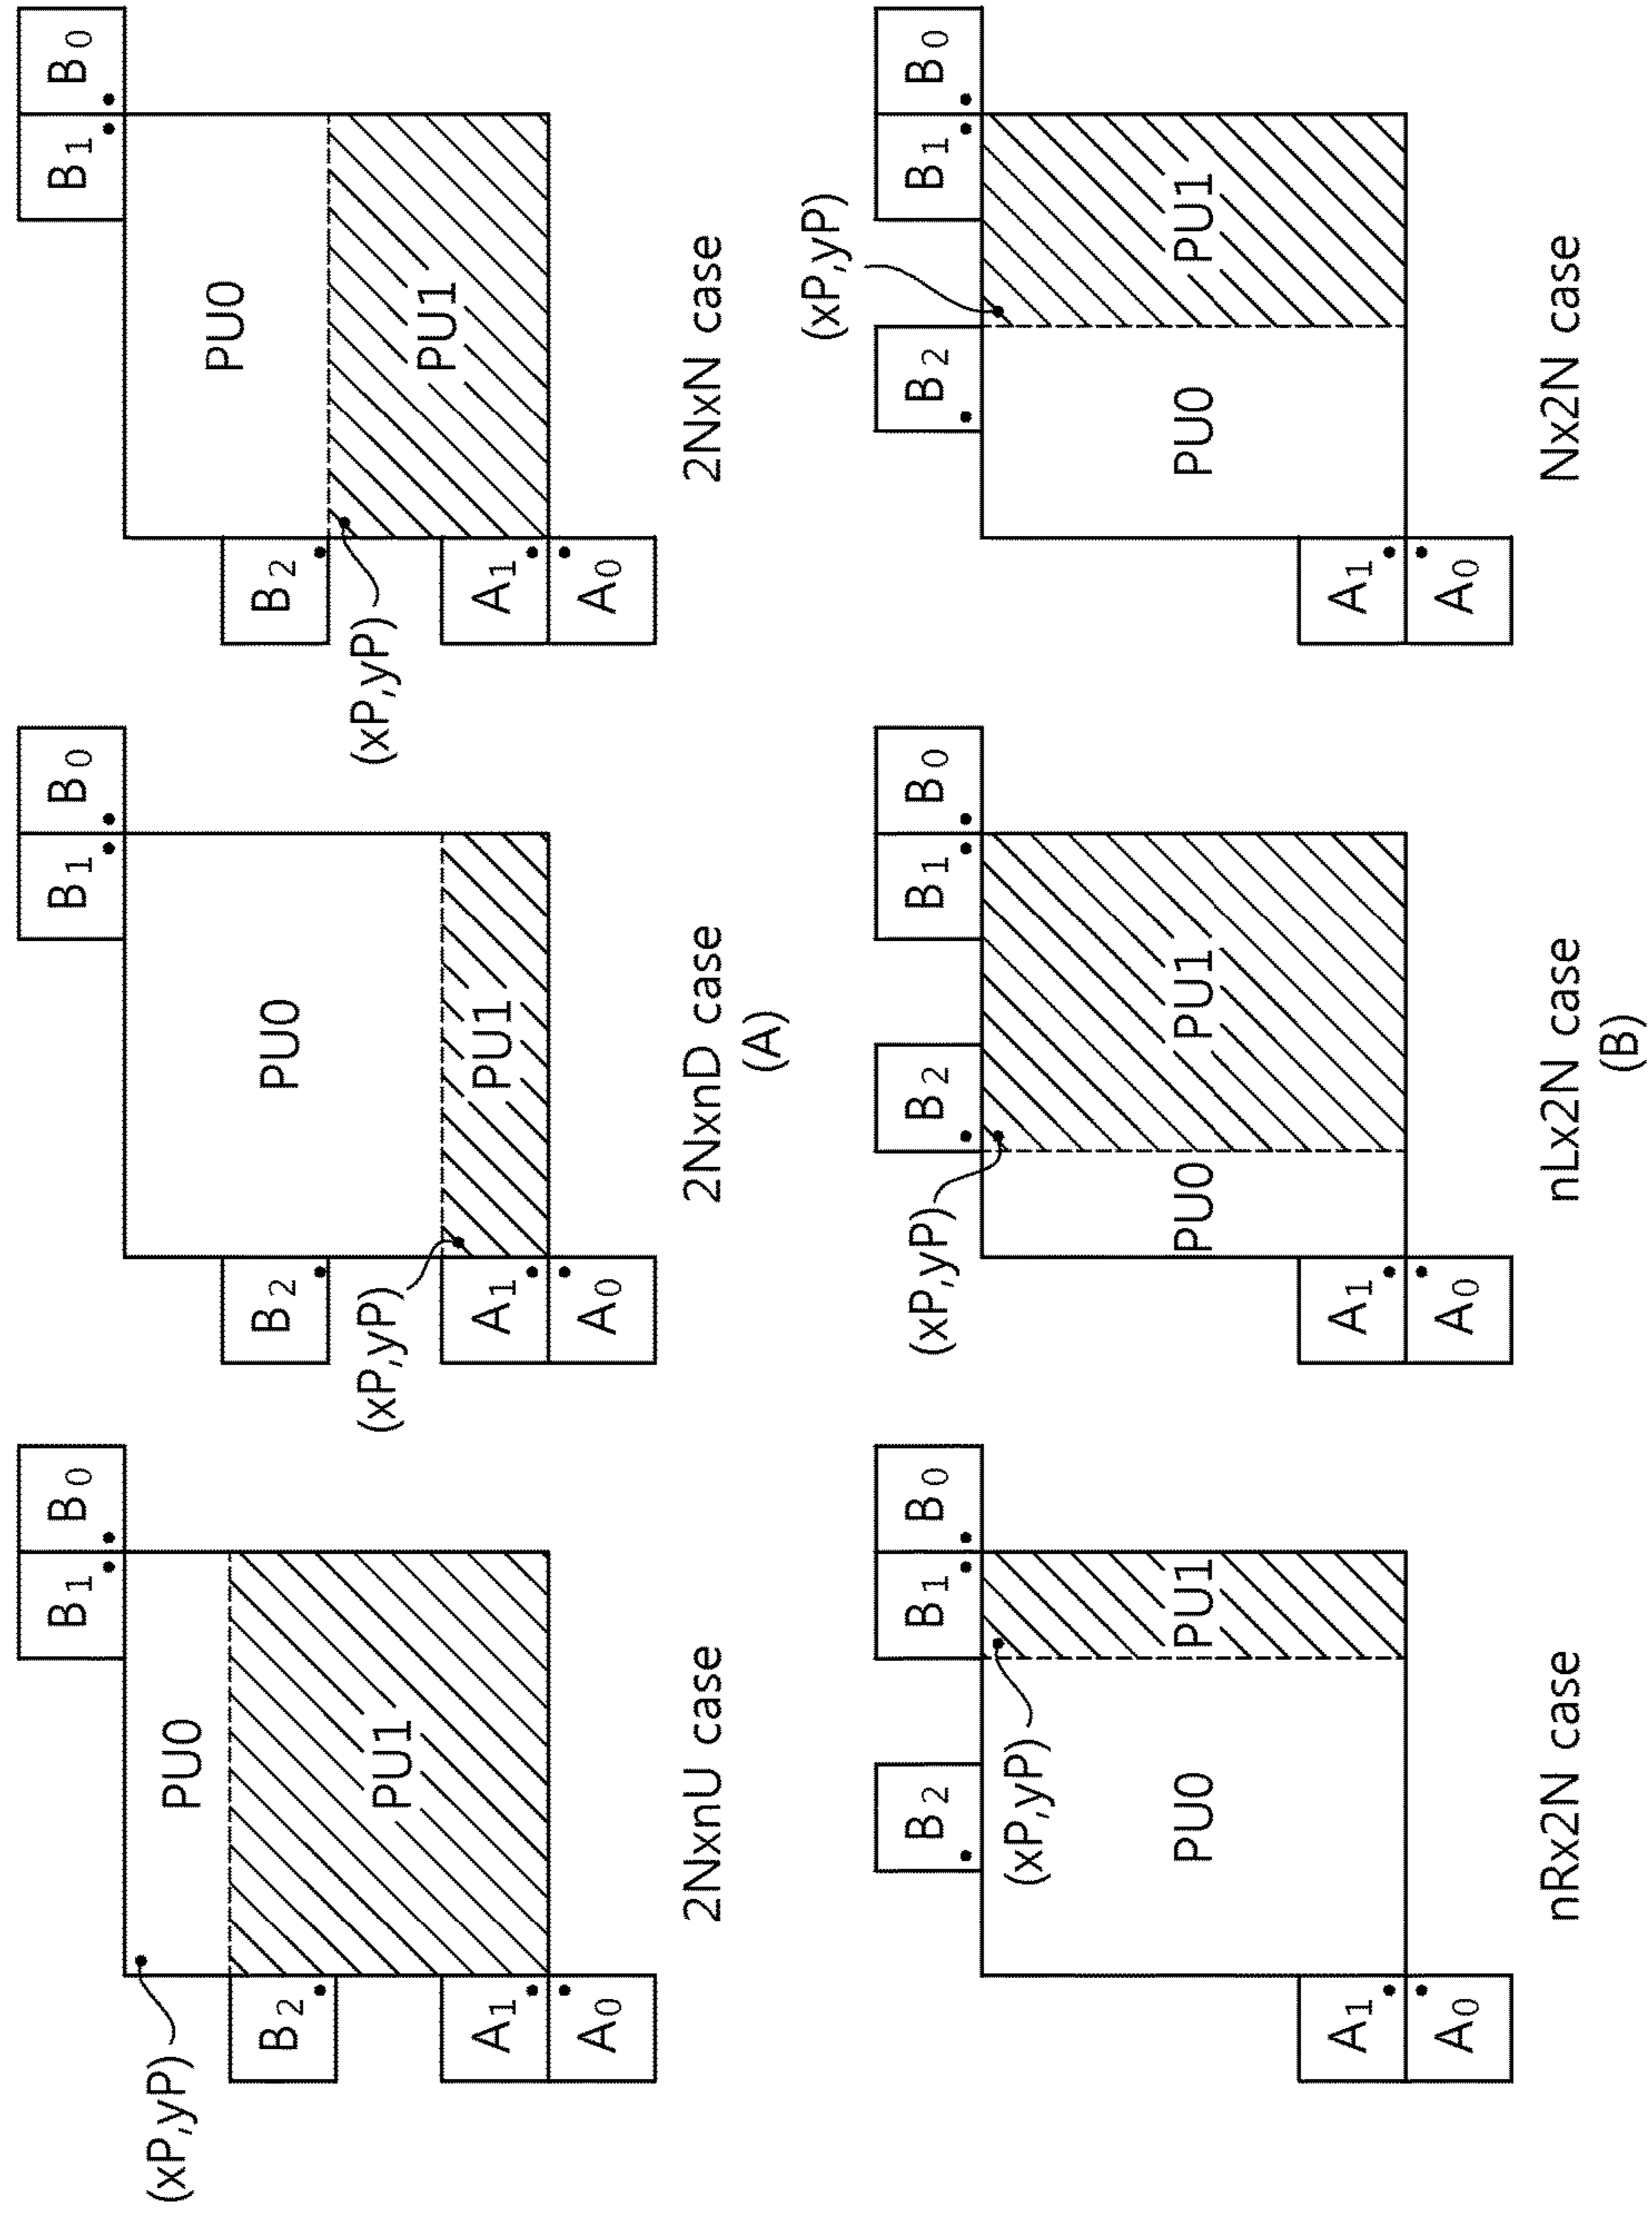 B0
B1
PU0
(xP,yP)
B2
PU1
A1
A0
2NxnU case
B0
B1
PU0
B2
(xP,yP)
PU1
A1
A0
2NxnD case
(A)
B0
B1
PU0
B2
(xP,yP)
PU1
A1
A0
2NxN case
B2
B1
B0
(xP,yP)
PU0
PU1
A1
A0
nRx2N case
B2
B1
B0
(xP,yP)
PU0
PU1
A1
A0
nLx2N case
(B)
(xP,yP)
B2
B1
B0
PU0
PU1
A1
A0
Nx2N case